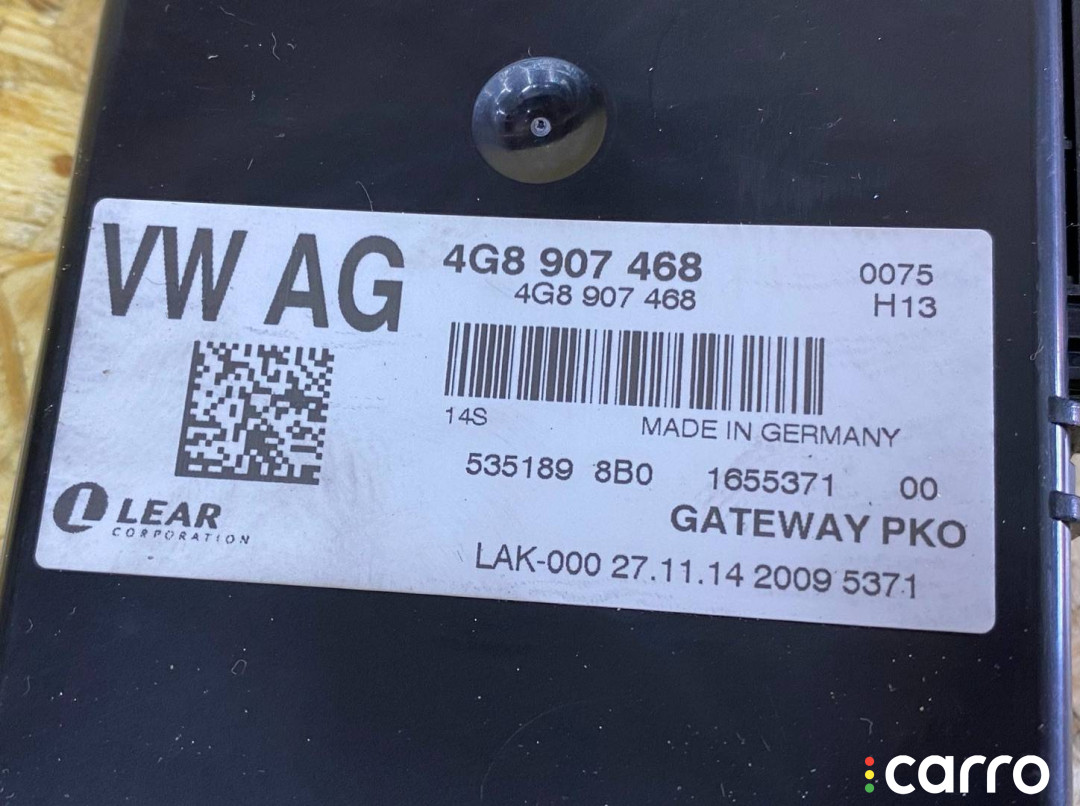 VW AG
4G8 907 468
4G8 907 468
0075
H13
14S
MADE IN GERMANY
535189 8B0 1655371 00
GATEWAY PKO
LEAR
CORPORATION
LAK-000 27.11.14 2009 5371
carro